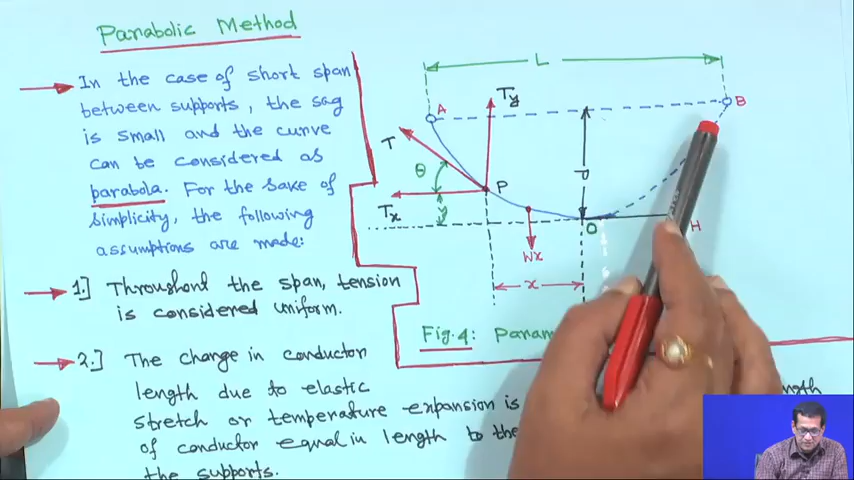 Parabolic Method
In the case of short span
between supports, the sag
is small and the curve
can be considered as
parabola. For the sake of
simplicity, the following
assumptions are made:
1.] Throughout the span, tension
is considered uniform.
2.] The change in conductor
length due to elastic
stretch or temperature expansion is
of conductor equal in length to the
the supports.
L
A
B
Ty
T
θ
P
Tx
y
d
O
H
Wx
x
Fig.4: Param